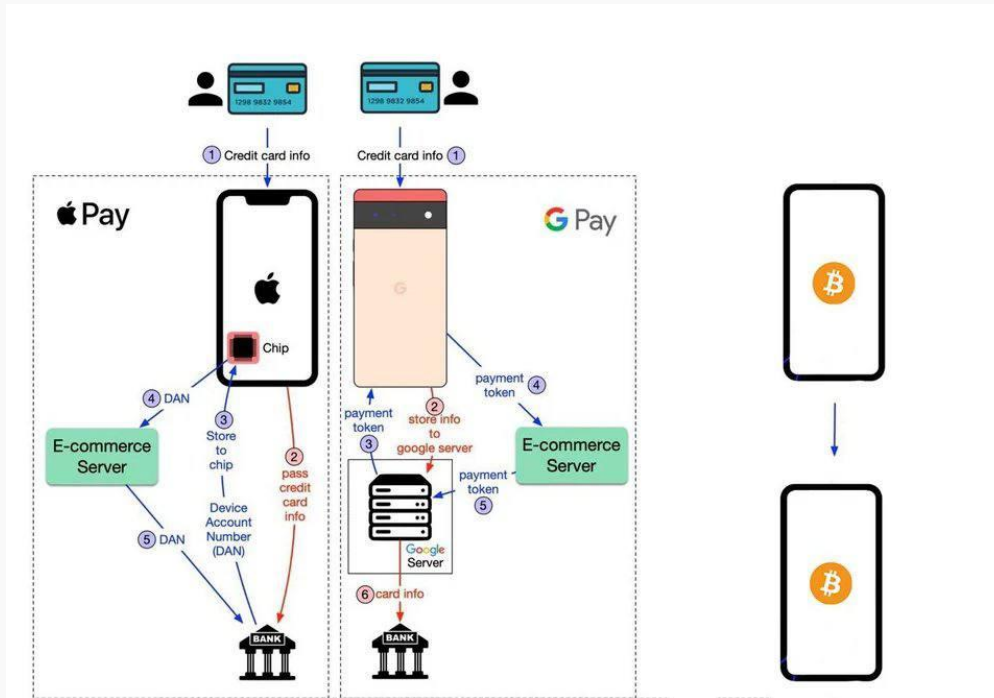 1298 9832 9854
1298 9832 9854
1 Credit card info
Credit card info 1
Pay
G Pay
G
Chip
4 DAN
3
Store
to
chip
2
pass
credit
card
info
E-commerce
Server
Device
Account
Number
(DAN)
5 DAN
BANK
payment
token
3
2
store info
to
google server
payment
token
4
E-commerce
Server
payment
token
5
Google
Server
6 card info
BANK
₿
₿